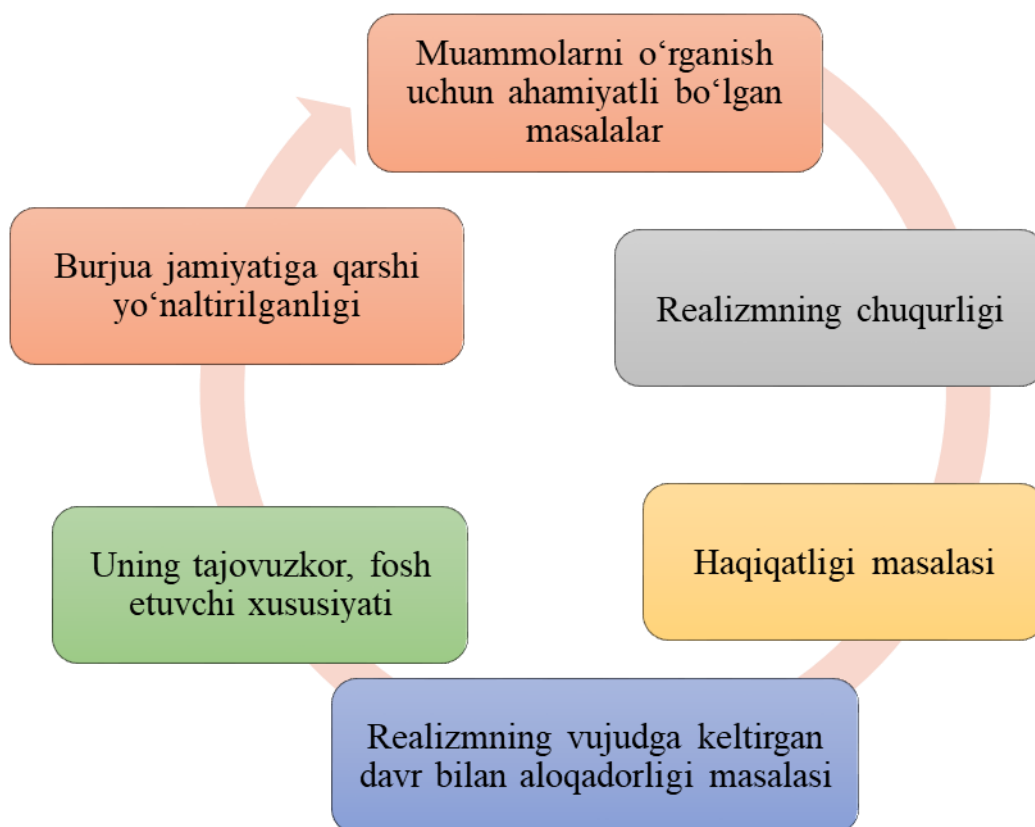 Muammolarni o‘rganish
uchun ahamiyatli bo‘lgan
masalalar
Realizmning chuqurligi
Haqiqatligi masalasi
Realizmning vujudga keltirgan
davr bilan aloqadorligi masalasi
Uning tajovuzkor, fosh
etuvchi xususiyati
Burjua jamiyatiga qarshi
yo‘naltirilganligi